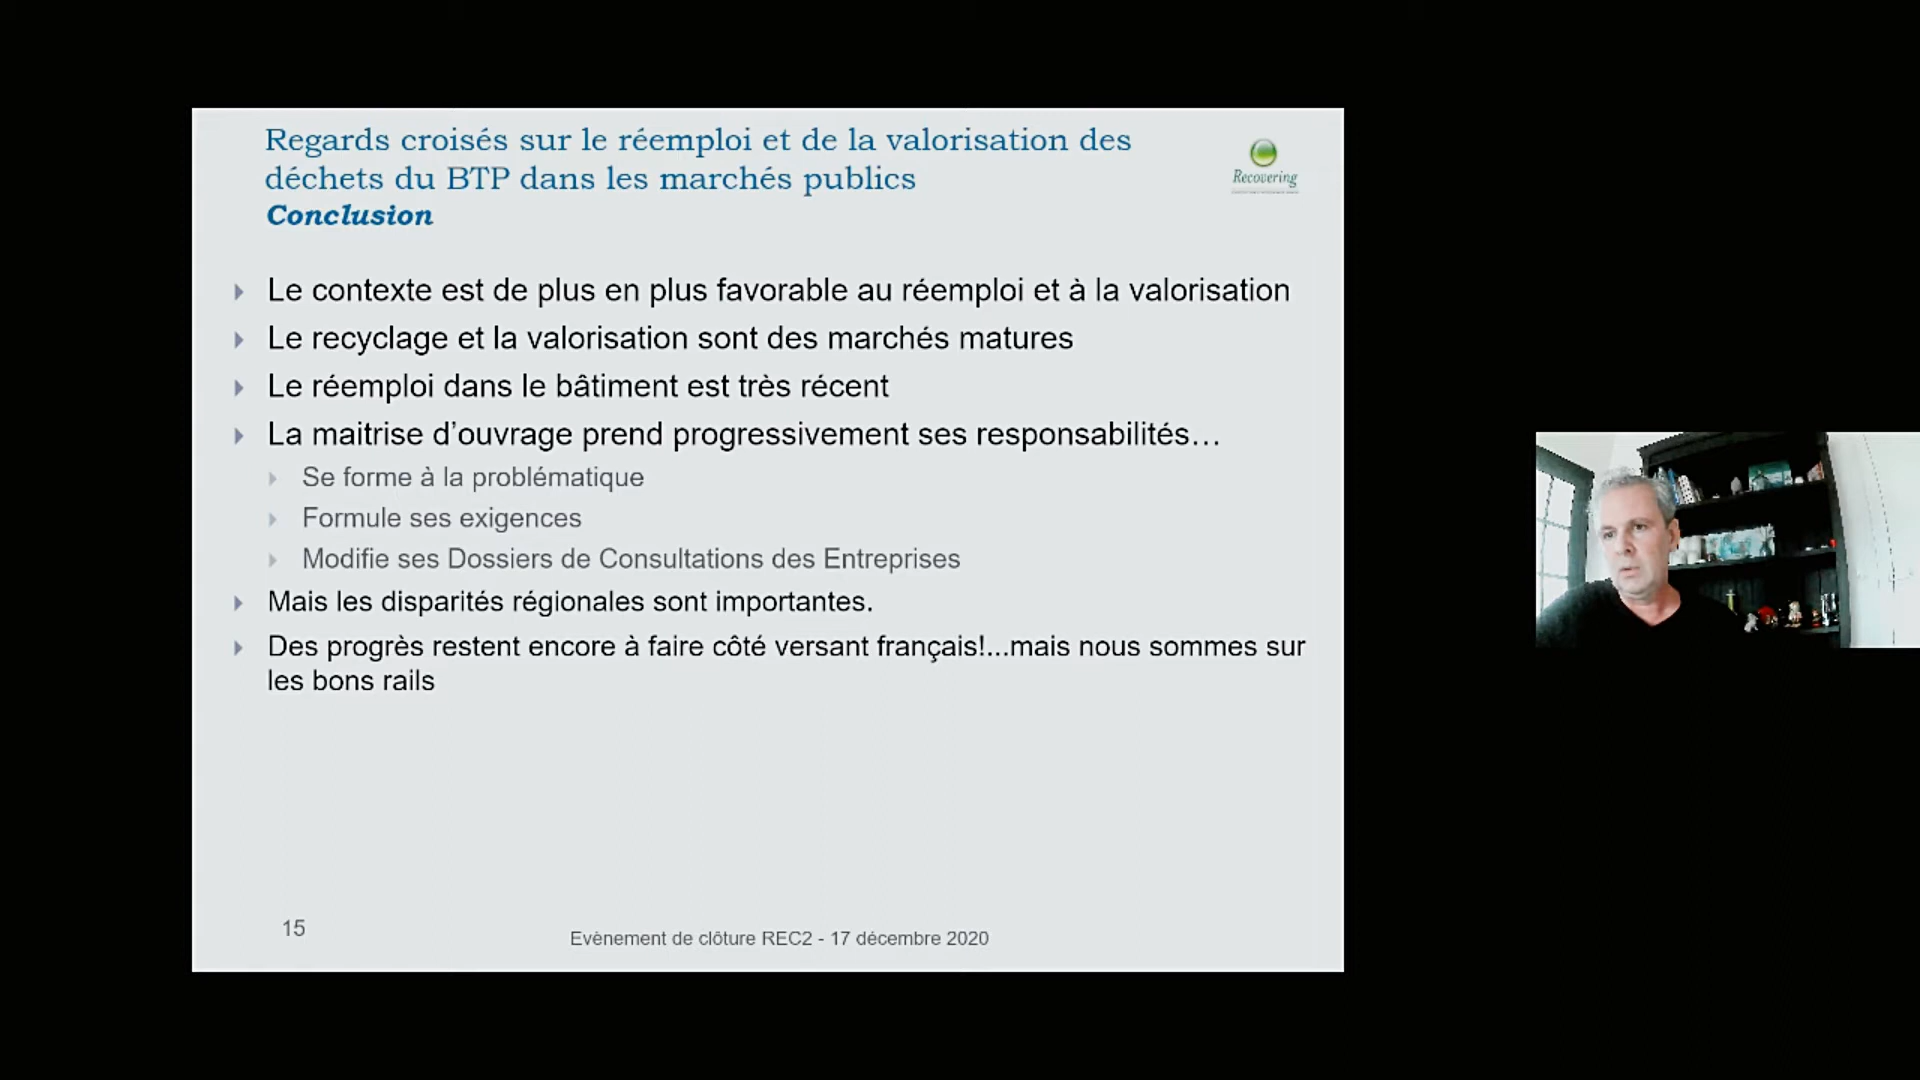 Regards croisés sur le réemploi et de la valorisation des
déchets du BTP dans les marchés publics
Conclusion
Recovering
Le contexte est de plus en plus favorable au réemploi et à la valorisation
Le recyclage et la valorisation sont des marchés matures
Le réemploi dans le bâtiment est très récent
La maitrise d’ouvrage prend progressivement ses responsabilités…
Se forme à la problématique
Formule ses exigences
Modifie ses Dossiers de Consultations des Entreprises
Mais les disparités régionales sont importantes.
Des progrès restent encore à faire côté versant français!...mais nous sommes sur
les bons rails
15
Evènement de clôture REC2 - 17 décembre 2020